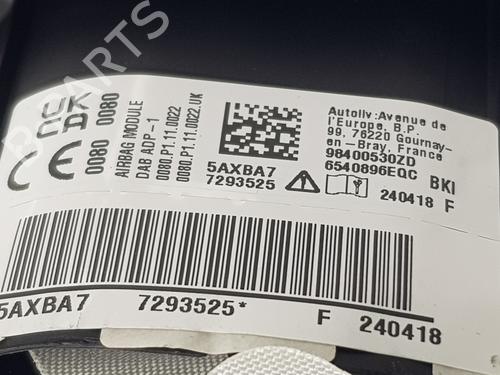 PARTS
UK
CA
0080
CE
0080
AIRBAG MODULE
DAB ADP-1
0080.P1.11.0022
0080.P1.11.0022.UK
5AXBA7
7293525
Autoliv:Avenue de
l'Europe, B.P.
99, 76220 Gournay-
en-Bray, France
98400530ZD
6540896EQC BKI
240418 F
5AXBA7 7293525* F 240418